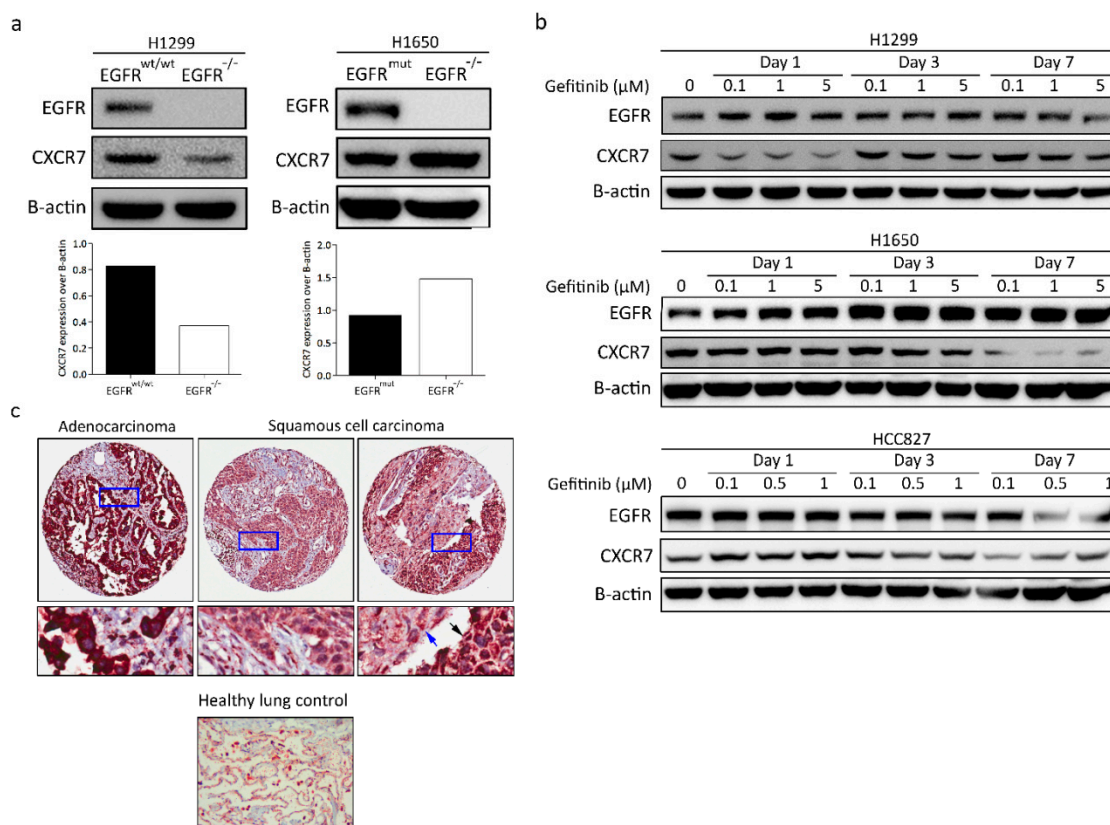 a
H1299
EGFR^wt/wt EGFR^-/-
EGFR
CXCR7
B-actin
CXCR7 expression over B-actin
1.0
0.8
0.6
0.4
0.2
0.0
EGFR^wt/wt EGFR^-/-
H1650
EGFR^mut EGFR^-/-
EGFR
CXCR7
B-actin
CXCR7 expression over B-actin
2.0
1.5
1.0
0.5
0.0
EGFR^mut EGFR^-/-
b
H1299
Day 1 Day 3 Day 7
Gefitinib (µM) 0 0.1 1 5 0.1 1 5 0.1 1 5
EGFR
CXCR7
B-actin
H1650
Day 1 Day 3 Day 7
Gefitinib (µM) 0 0.1 1 5 0.1 1 5 0.1 1 5
EGFR
CXCR7
B-actin
HCC827
Day 1 Day 3 Day 7
Gefitinib (µM) 0 0.1 0.5 1 0.1 0.5 1 0.1 0.5 1
EGFR
CXCR7
B-actin
c
Adenocarcinoma Squamous cell carcinoma
Healthy lung control